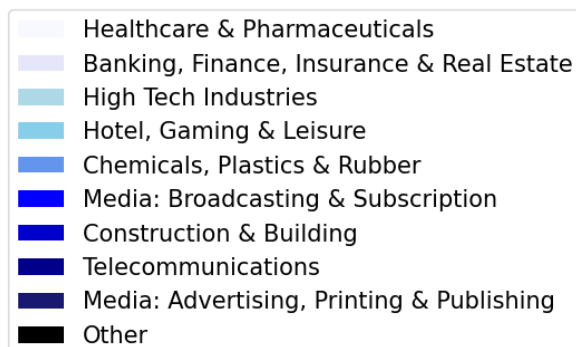 Healthcare & Pharmaceuticals
Banking, Finance, Insurance & Real Estate
High Tech Industries
Hotel, Gaming & Leisure
Chemicals, Plastics & Rubber
Media: Broadcasting & Subscription
Construction & Building
Telecommunications
Media: Advertising, Printing & Publishing
Other